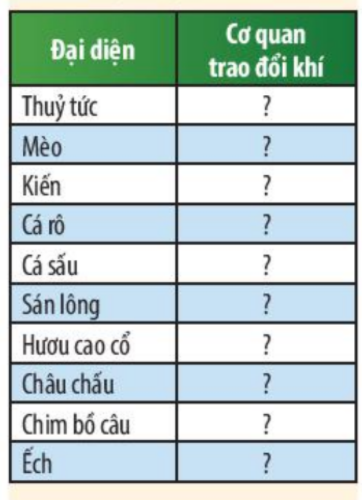 Đại diện
Cơ quan
trao đổi khí
Thuỷ tức ?
Mèo ?
Kiến ?
Cá rô ?
Cá sấu ?
Sán lông ?
Hươu cao cổ ?
Châu chấu ?
Chim bồ câu ?
Ếch ?